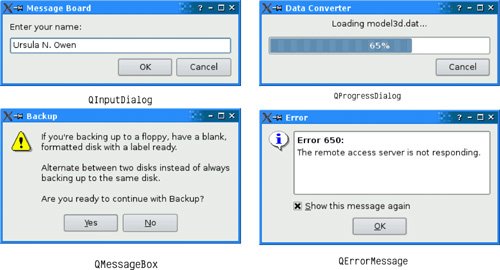 Message Board
Enter your name:
Ursula N. Owen
OK Cancel
QInputDialog
Data Converter
Loading model3d.dat...
65%
Cancel
QProgressDialog
Backup
If you're backing up to a floppy, have a blank,
formatted disk with a label ready.
Alternate between two disks instead of always
backing up to the same disk.
Are you ready to continue with Backup?
Yes No
QMessageBox
Error
Error 650:
The remote access server is not responding.
Show this message again
OK
QErrorMessage